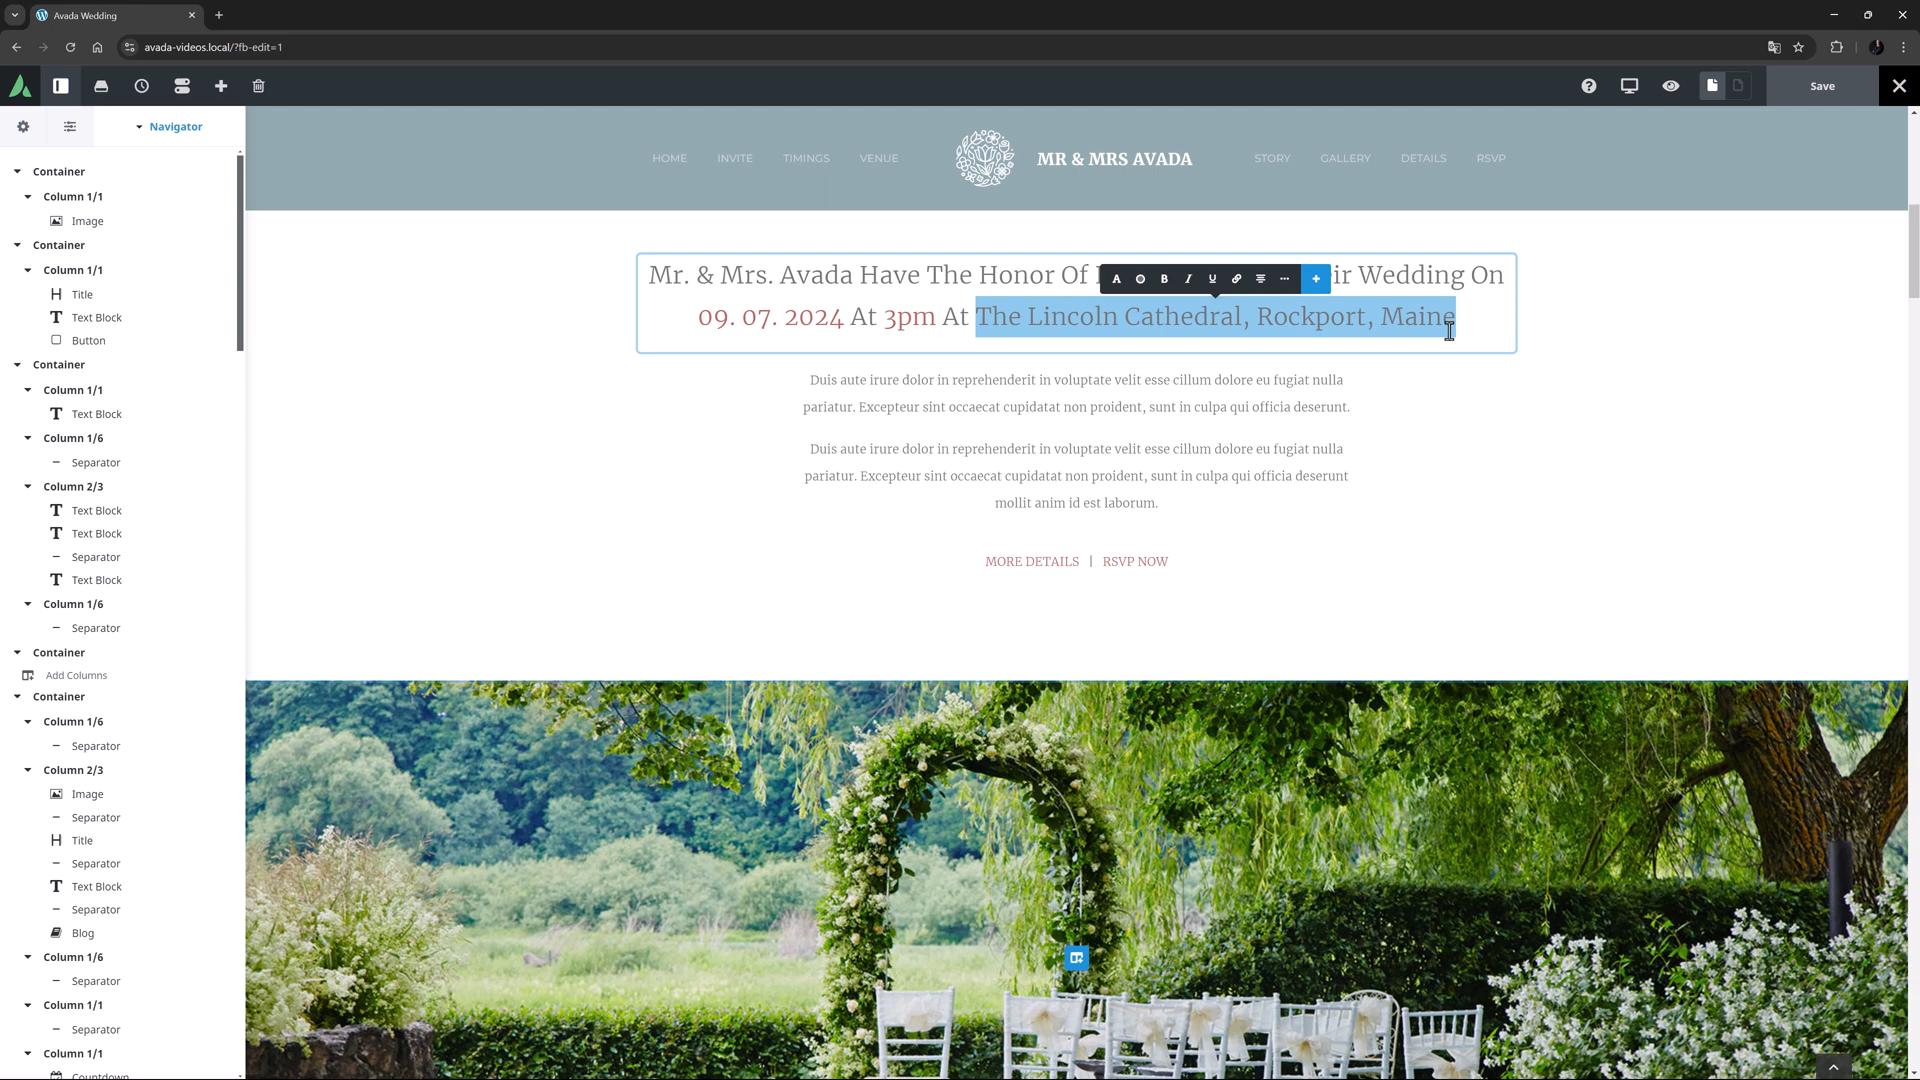 Avada Wedding
avada-videos.local/?fb-edit=1
Save
Navigator
Container
Column 1/1
Image
Container
Column 1/1
Title
Text Block
Button
Container
Column 1/1
Text Block
Column 1/6
Separator
Column 2/3
Text Block
Text Block
Separator
Text Block
Column 1/6
Separator
Container
Add Columns
Container
Column 1/6
Separator
Column 2/3
Image
Separator
Title
Separator
Text Block
Separator
Blog
Column 1/6
Separator
Column 1/1
Separator
Column 1/1
Countdown
HOME INVITE TIMINGS VENUE MR & MRS AVADA STORY GALLERY DETAILS RSVP
Mr. & Mrs. Avada Have The Honor Of Wedding On
09. 07. 2024 At 3pm At The Lincoln Cathedral, Rockport, Maine
Duis aute irure dolor in reprehenderit in voluptate velit esse cillum dolore eu fugiat nulla
pariatur. Excepteur sint occaecat cupidatat non proident, sunt in culpa qui officia deserunt.
Duis aute irure dolor in reprehenderit in voluptate velit esse cillum dolore eu fugiat nulla
pariatur. Excepteur sint occaecat cupidatat non proident, sunt in culpa qui officia deserunt
mollit anim id est laborum.
MORE DETAILS | RSVP NOW